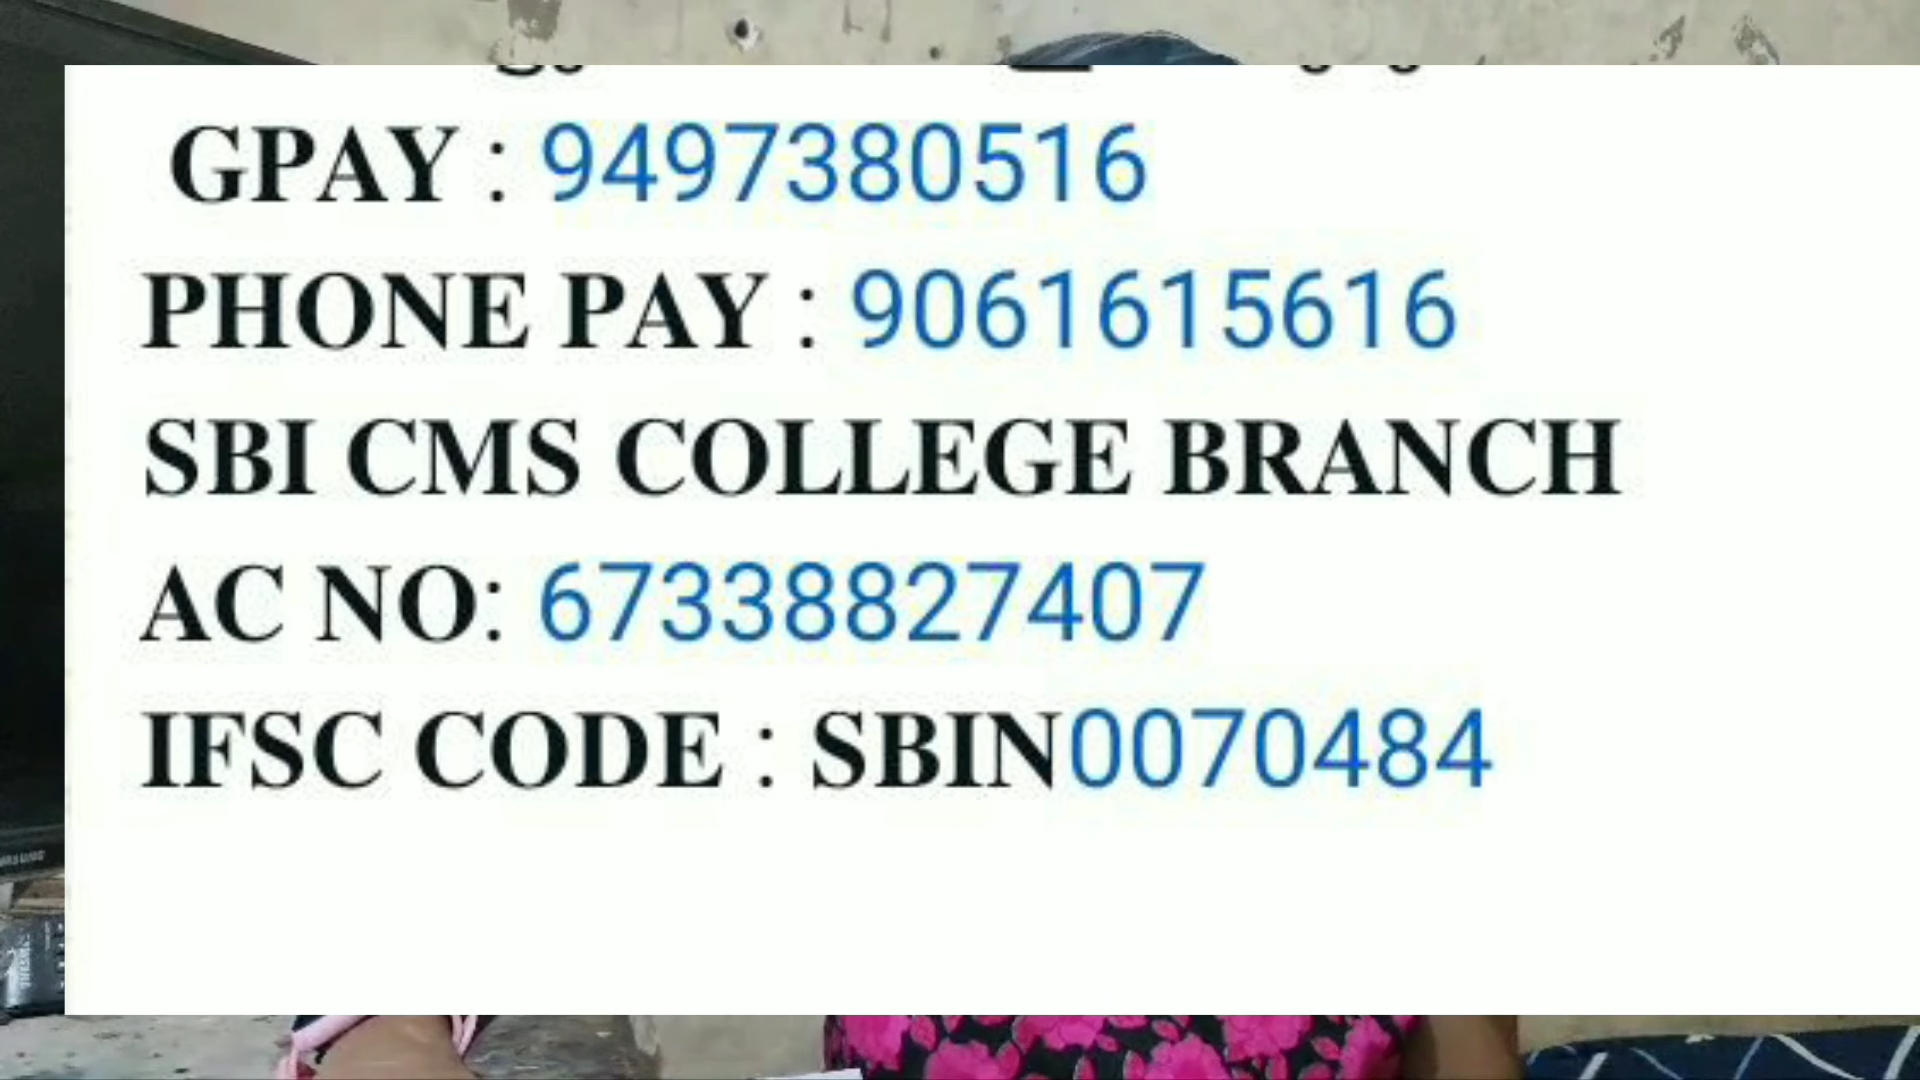 GPAY : 9497380516
PHONE PAY : 9061615616
SBI CMS COLLEGE BRANCH
AC NO: 67338827407
IFSC CODE : SBIN0070484